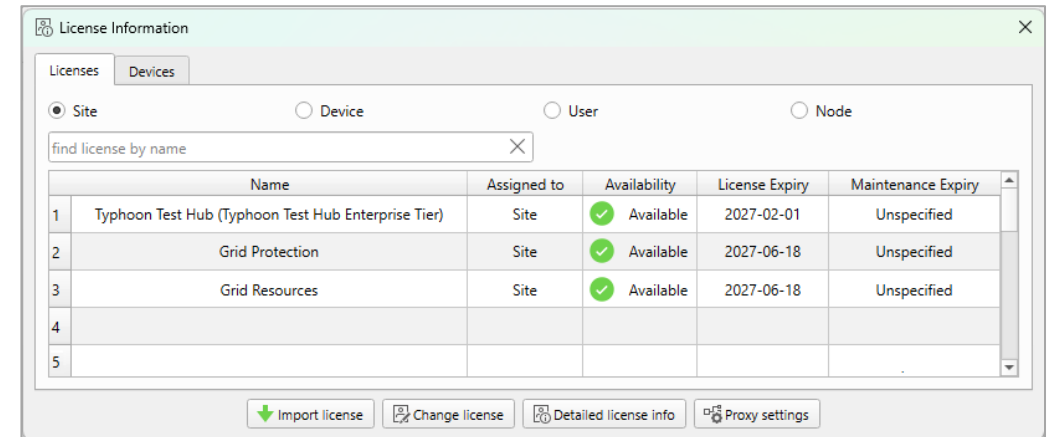 License Information
Licenses Devices
Site Device User Node
find license by name
Name Assigned to Availability License Expiry Maintenance Expiry
1 Typhoon Test Hub (Typhoon Test Hub Enterprise Tier) Site Available 2027-02-01 Unspecified
2 Grid Protection Site Available 2027-06-18 Unspecified
3 Grid Resources Site Available 2027-06-18 Unspecified
4
5
Import license Change license Detailed license info Proxy settings